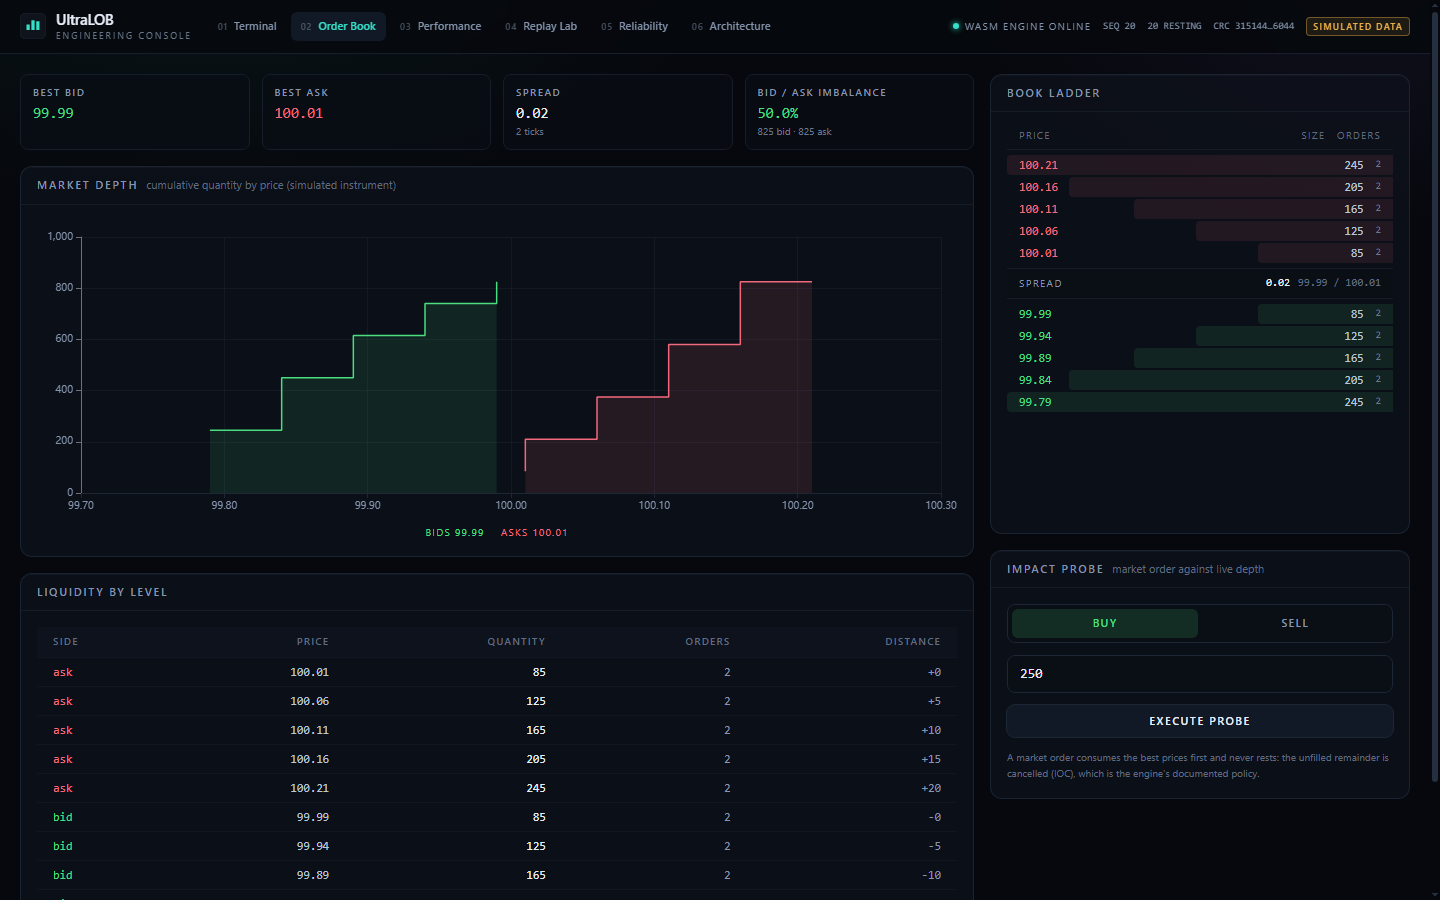 UltraLOB
ENGINEERING CONSOLE
01 Terminal
02 Order Book
03 Performance
04 Replay Lab
05 Reliability
06 Architecture
WASM ENGINE ONLINE
SEQ 20
20 RESTING
CRC 315144…6044
SIMULATED DATA
BEST BID
99.99
BEST ASK
100.01
SPREAD
0.02
2 ticks
BID / ASK IMBALANCE
50.0%
825 bid · 825 ask
MARKET DEPTH cumulative quantity by price (simulated instrument)
1,000
800
600
400
200
0
99.70 99.80 99.90 100.00 100.10 100.20 100.30
BIDS 99.99 ASKS 100.01
LIQUIDITY BY LEVEL
SIDE PRICE QUANTITY ORDERS DISTANCE
ask 100.01 85 2 +0
ask 100.06 125 2 +5
ask 100.11 165 2 +10
ask 100.16 205 2 +15
ask 100.21 245 2 +20
bid 99.99 85 2 -0
bid 99.94 125 2 -5
bid 99.89 165 2 -10
BOOK LADDER
PRICE SIZE ORDERS
100.21 245 2
100.16 205 2
100.11 165 2
100.06 125 2
100.01 85 2
SPREAD 0.02 99.99 / 100.01
99.99 85 2
99.94 125 2
99.89 165 2
99.84 205 2
99.79 245 2
IMPACT PROBE market order against live depth
BUY SELL
250
EXECUTE PROBE
A market order consumes the best prices first and never rests: the unfilled remainder is
cancelled (IOC), which is the engine's documented policy.